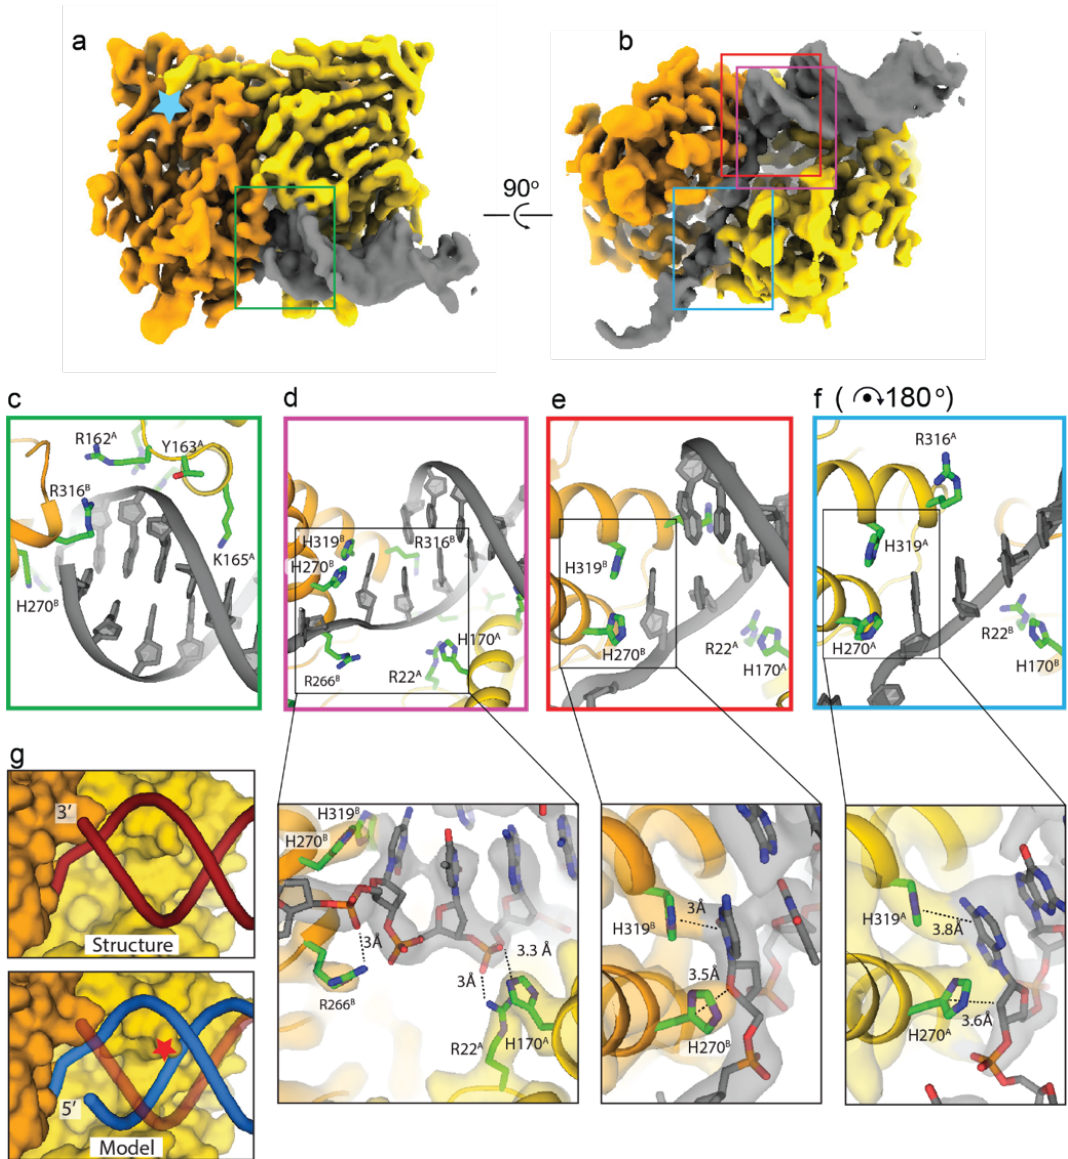 a
b
90°
c
d
e
f ( 180°)
R162ᴬ
Y163ᴬ
R316ᴮ
K165ᴬ
H270ᴮ
H319ᴮ
R316ᴮ
H270ᴮ
H170ᴬ
R266ᴮ
R22ᴬ
H319ᴮ
R22ᴬ
H270ᴮ
H170ᴬ
R316ᴬ
H319ᴬ
R22ᴮ
H270ᴬ
H170ᴮ
g
3′
Structure
5′
Model
H319ᴮ
H270ᴮ
3Å
3.3 Å
3Å
R266ᴮ
R22ᴬ
H170ᴬ
3Å
H319ᴮ
3.5Å
H270ᴮ
H319ᴬ
3.8Å
H270ᴬ
3.6Å